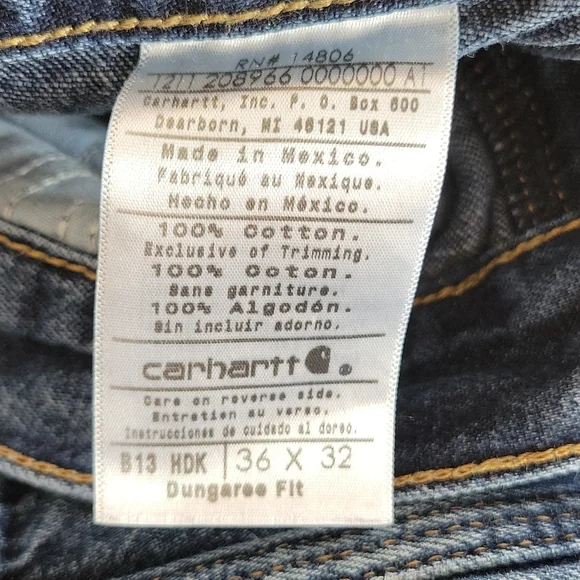 RN# 14806
1211 208966 0000000 A1
Carhartt, Inc. P. O. Box 600
Dearborn, MI 48121 USA
Made in Mexico.
Fabriqué au Mexique.
Hecho en México.
100% Cotton.
Exclusive of Trimming.
100% Coton.
Sans garniture.
100% Algodón.
Sin incluir adorno.
carhartt ®
Care on reverse side.
Entretien au verso.
Instrucciones de cuidado al dorso.
B13 HDK 36 X 32
Dungaree Fit